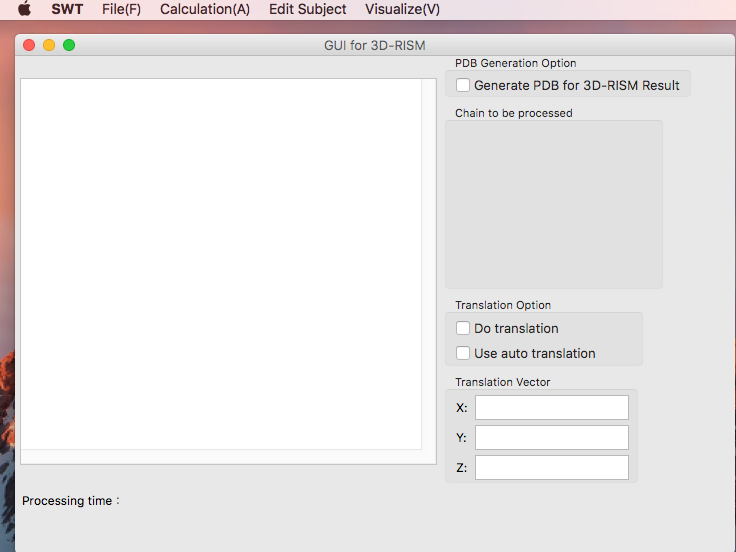 SWT File(F) Calculation(A) Edit Subject Visualize(V)
GUI for 3D-RISM
PDB Generation Option
Generate PDB for 3D-RISM Result
Chain to be processed
Translation Option
Do translation
Use auto translation
Translation Vector
X:
Y:
Z:
Processing time :